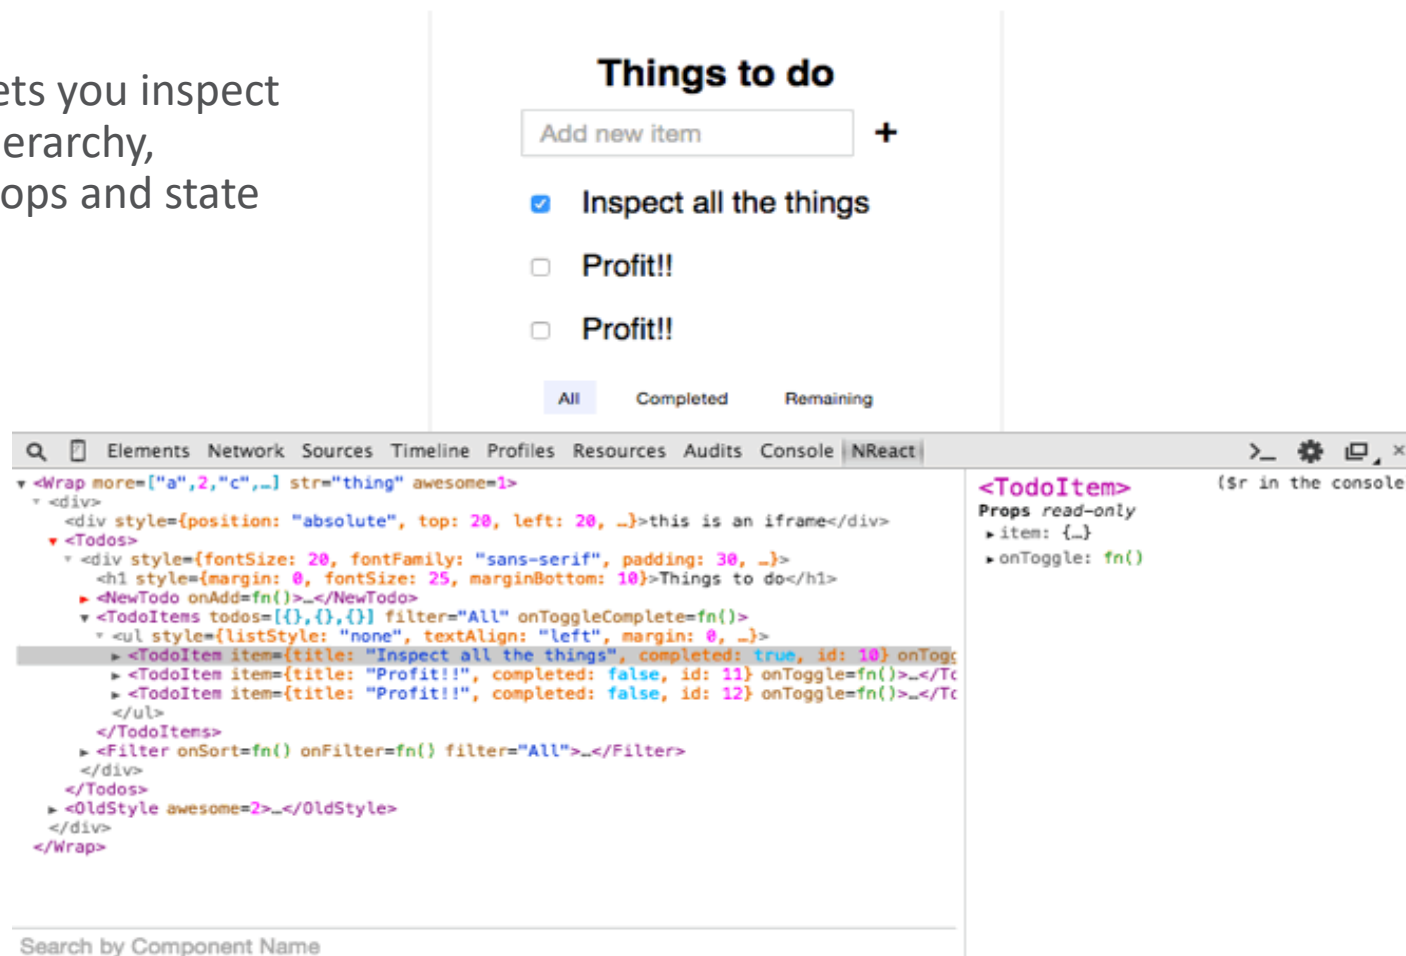 ets you inspect
erarchy,
ops and state
Things to do
Add new item +
Inspect all the things
Profit!!
Profit!!
All Completed Remaining
Elements Network Sources Timeline Profiles Resources Audits Console NReact
<Wrap more=["a",2,"c",…] str="thing" awesome=1>
<div>
<div style={position: "absolute", top: 20, left: 20, …}>this is an iframe</div>
<Todos>
<div style={fontSize: 20, fontFamily: "sans-serif", padding: 30, …}>
<h1 style={margin: 0, fontSize: 25, marginBottom: 10}>Things to do</h1>
<NewTodo onAdd=fn()>…</NewTodo>
<TodoItems todos=[{},{},{}] filter="All" onToggleComplete=fn()>
<ul style={listStyle: "none", textAlign: "left", margin: 0, …}>
<TodoItem item={title: "Inspect all the things", completed: true, id: 10} onTogg
<TodoItem item={title: "Profit!!", completed: false, id: 11} onToggle=fn()>…</To
<TodoItem item={title: "Profit!!", completed: false, id: 12} onToggle=fn()>…</To
</ul>
</TodoItems>
<Filter onSort=fn() onFilter=fn() filter="All">…</Filter>
</div>
</Todos>
<OldStyle awesome=2>…</OldStyle>
</div>
</Wrap>
Search by Component Name
<TodoItem> ($r in the console
Props read-only
item: {…}
onToggle: fn()